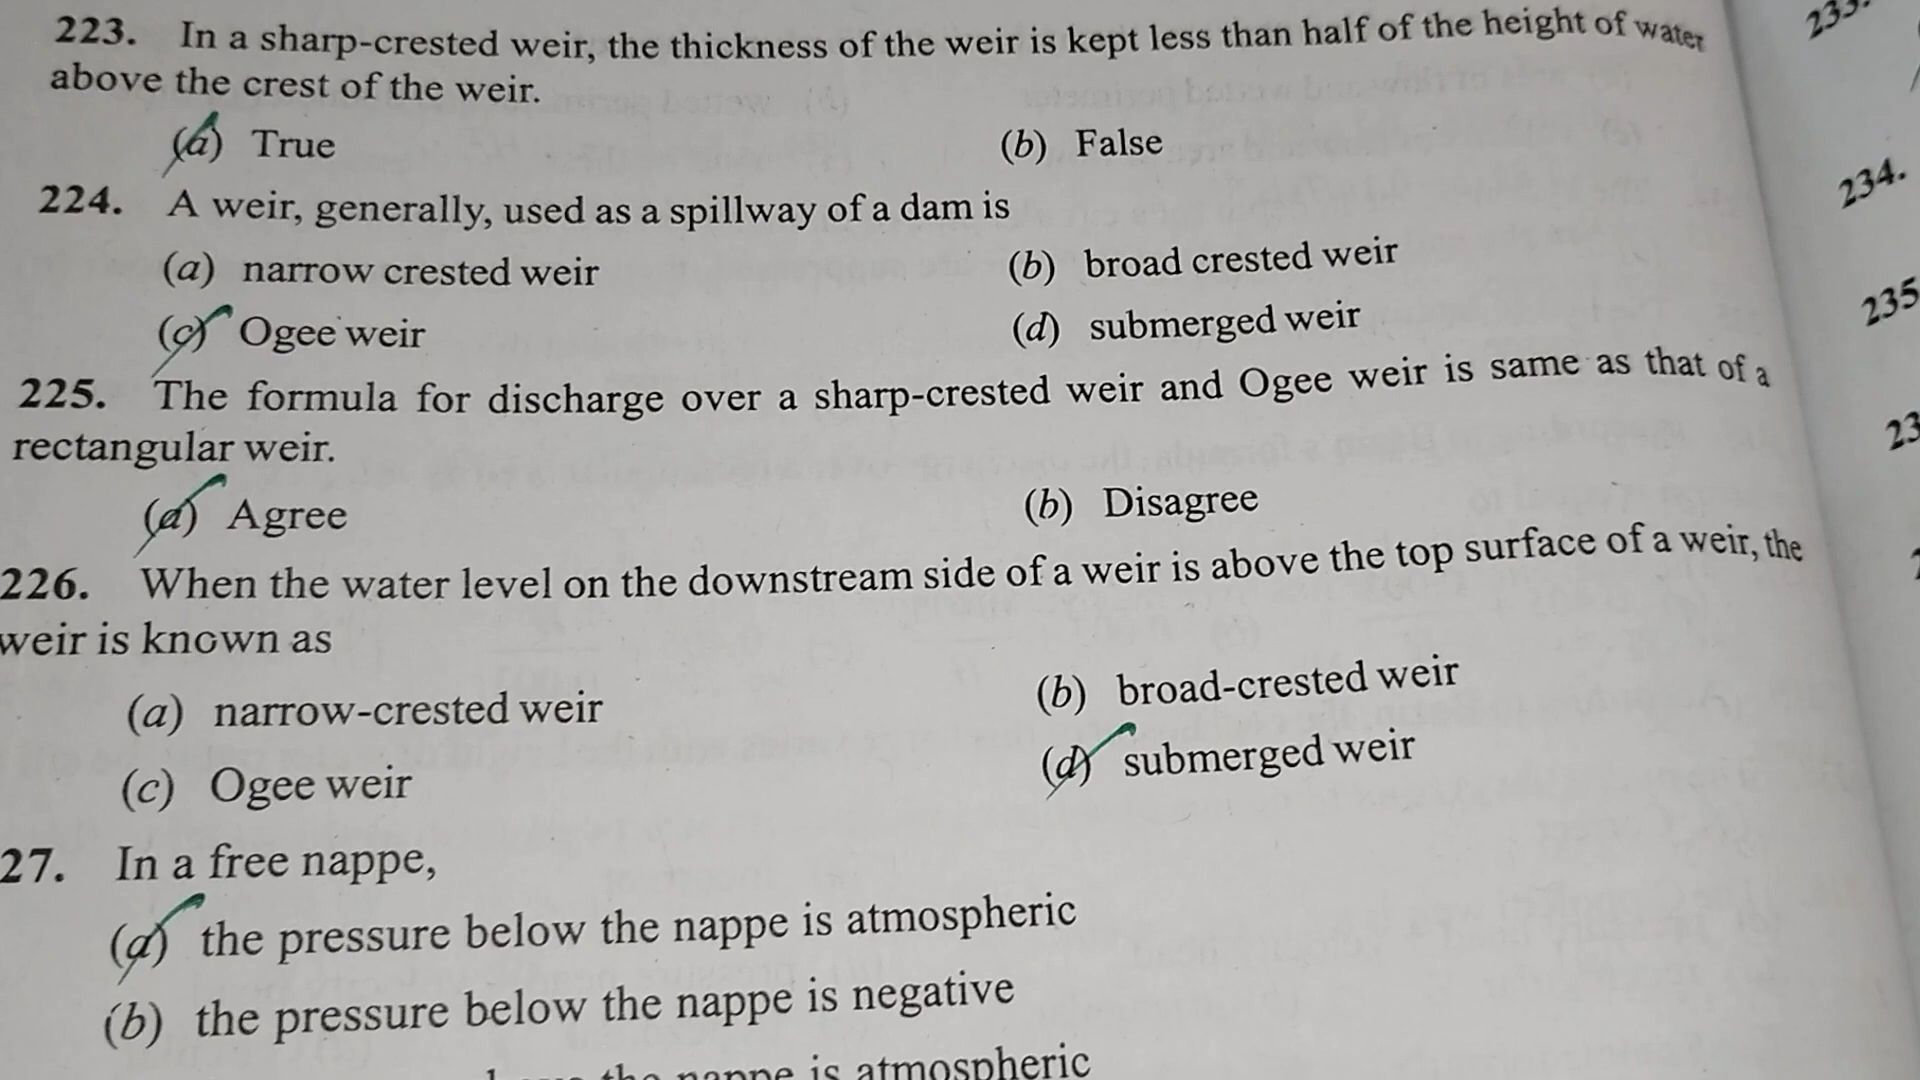 223. In a sharp-crested weir, the thickness of the weir is kept less than half of the height of water
above the crest of the weir.
(a) True (b) False
224. A weir, generally, used as a spillway of a dam is
(a) narrow crested weir (b) broad crested weir
(c) Ogee weir (d) submerged weir
225. The formula for discharge over a sharp-crested weir and Ogee weir is same as that of a
rectangular weir.
(a) Agree (b) Disagree
226. When the water level on the downstream side of a weir is above the top surface of a weir, the
weir is known as
(a) narrow-crested weir (b) broad-crested weir
(c) Ogee weir (d) submerged weir
27. In a free nappe,
(a) the pressure below the nappe is atmospheric
(b) the pressure below the nappe is negative
the nappe is atmospheric
233.
234.
235
23